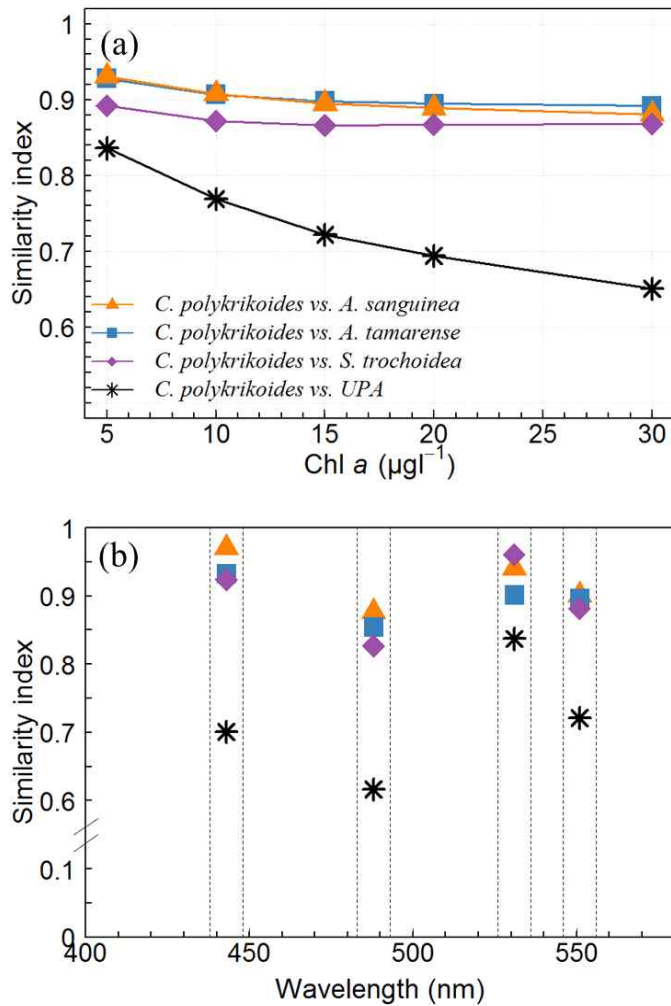 (a)
1
0.9
0.8
0.7
0.6
Similarity index
C. polykrikoides vs. A. sanguinea
C. polykrikoides vs. A. tamarense
C. polykrikoides vs. S. trochoidea
C. polykrikoides vs. UPA
5 10 15 20 25 30
Chl a (µgl⁻¹)
(b)
1
0.9
0.8
0.7
0.6
0.1
0
Similarity index
400 450 500 550
Wavelength (nm)